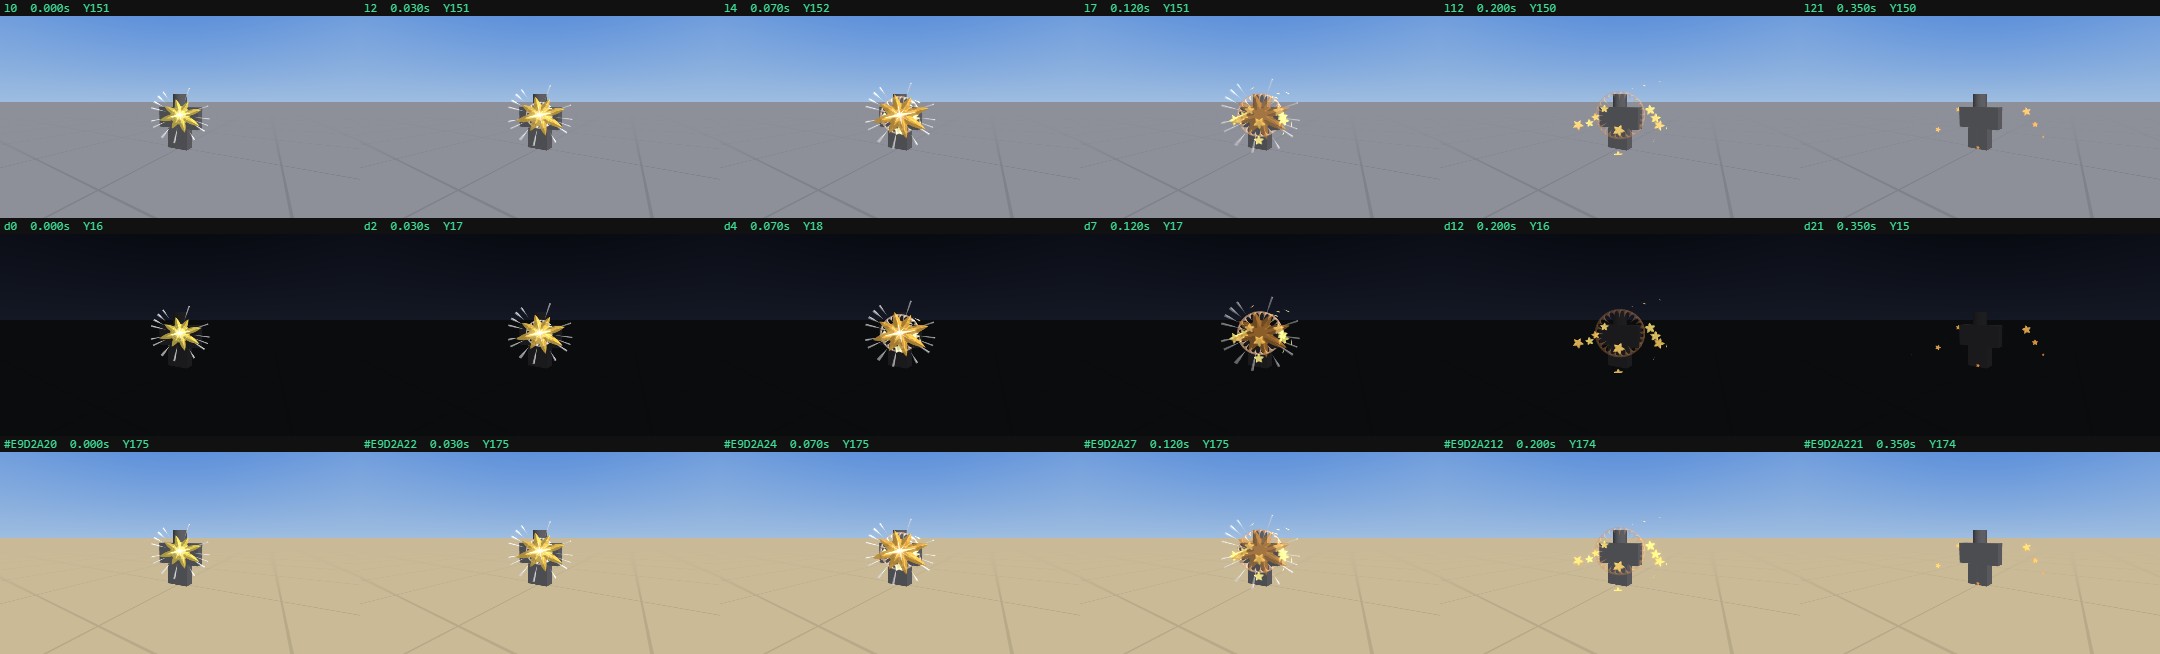 l0 0.000s Y151
l2 0.030s Y151
l4 0.070s Y152
l7 0.120s Y151
l12 0.200s Y150
l21 0.350s Y150
d0 0.000s Y16
d2 0.030s Y17
d4 0.070s Y18
d7 0.120s Y17
d12 0.200s Y16
d21 0.350s Y15
#E9D2A20 0.000s Y175
#E9D2A22 0.030s Y175
#E9D2A24 0.070s Y175
#E9D2A27 0.120s Y175
#E9D2A212 0.200s Y174
#E9D2A221 0.350s Y174